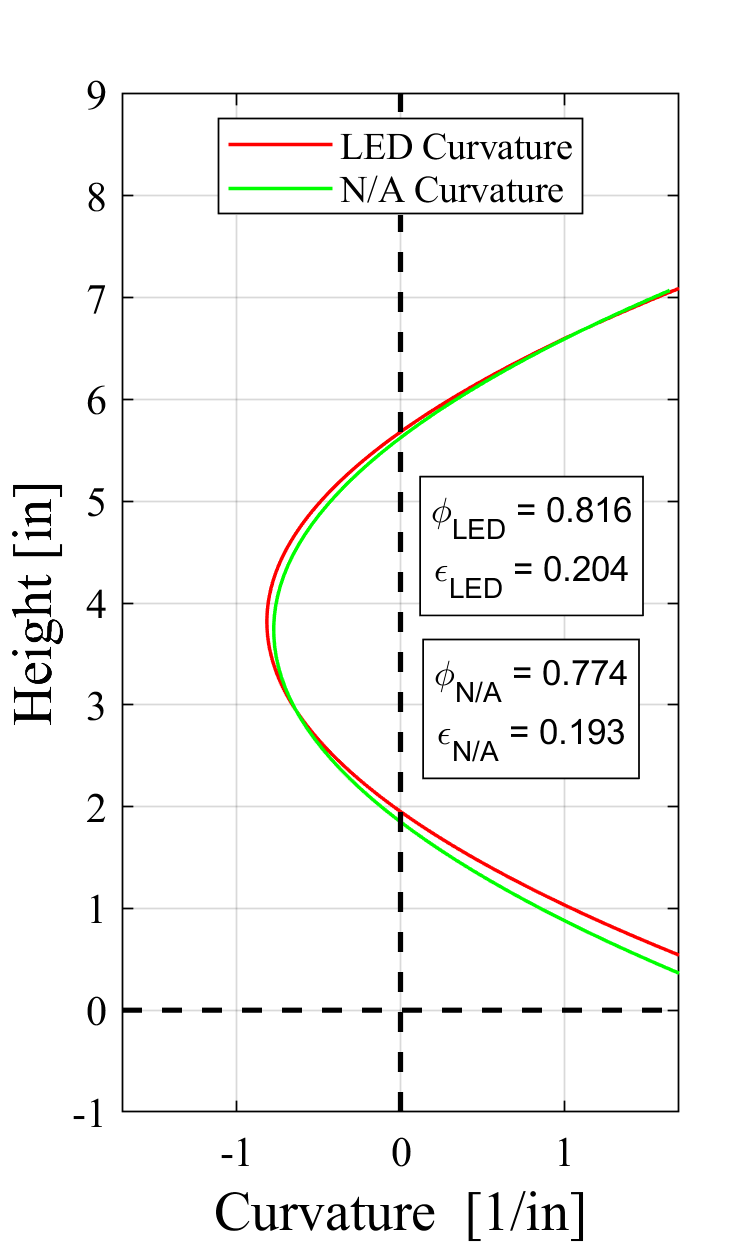 9
LED Curvature
N/A Curvature
8
7
6
5
ϕLED = 0.816
ϵLED = 0.204
4
ϕN/A = 0.774
ϵN/A = 0.193
3
2
1
0
-1
Height [in]
-1 0 1
Curvature [1/in]